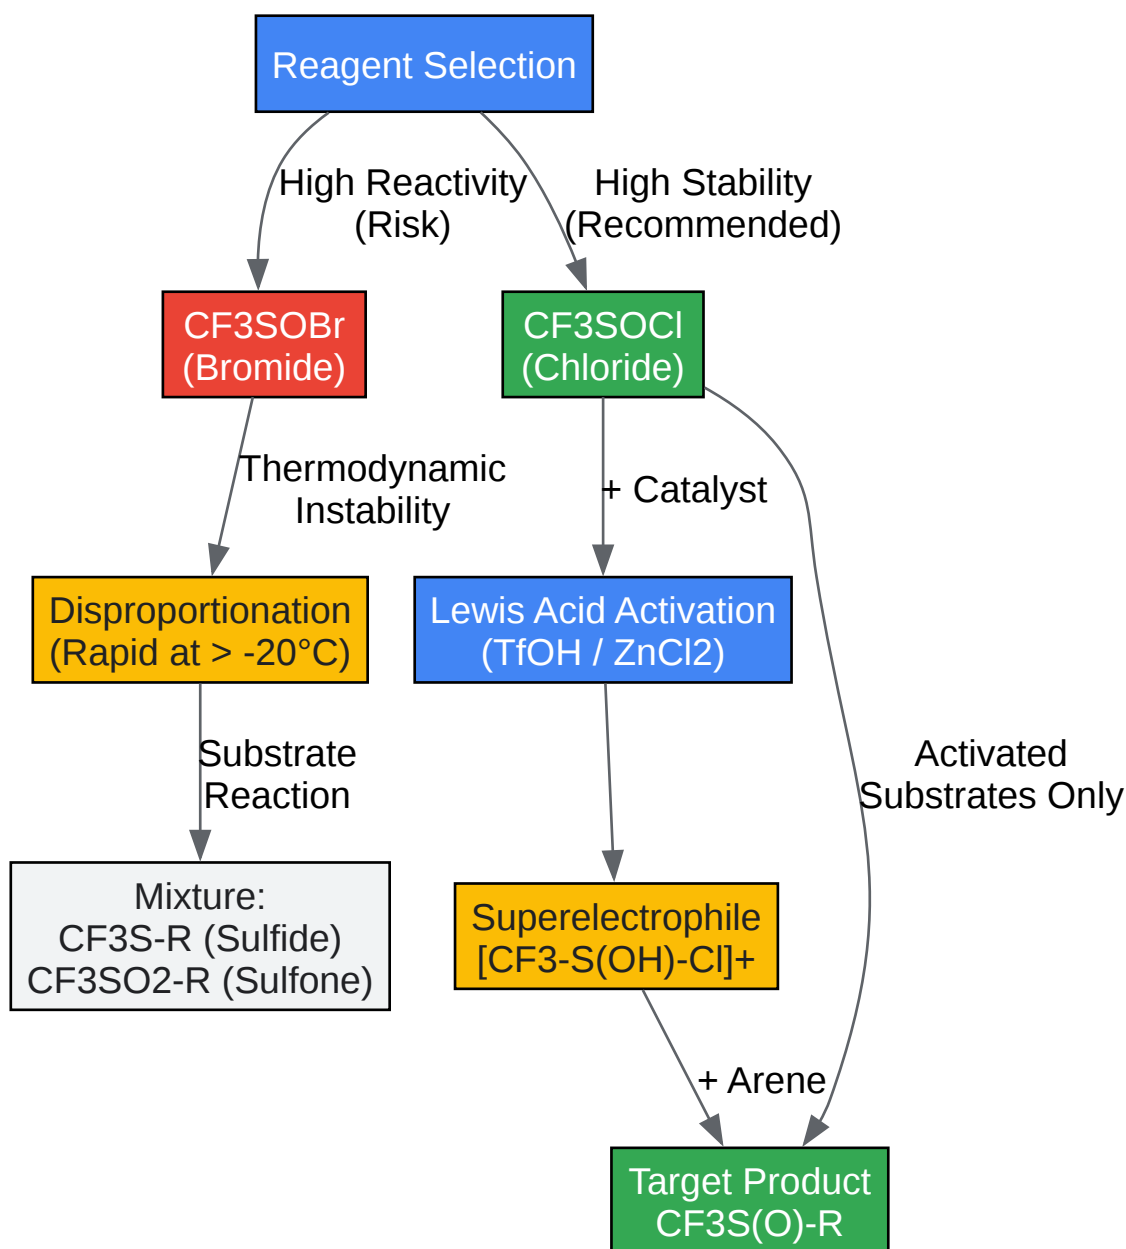 Reagent Selection
High Reactivity
(Risk)
High Stability
(Recommended)
CF3SOBr
(Bromide)
CF3SOCl
(Chloride)
Thermodynamic
Instability
+ Catalyst
Disproportionation
(Rapid at > -20°C)
Lewis Acid Activation
(TfOH / ZnCl2)
Substrate
Reaction
Activated
Substrates Only
Mixture:
CF3S-R (Sulfide)
CF3SO2-R (Sulfone)
Superelectrophile
[CF3-S(OH)-Cl]+
+ Arene
Target Product
CF3S(O)-R